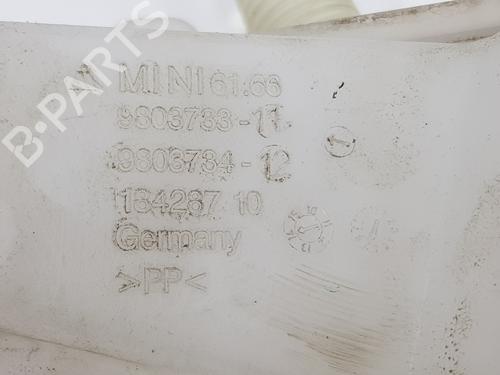 B-PARTS
MINI 61.66
9803733-11
9803734-12
1134287 10
Germany
>PP<